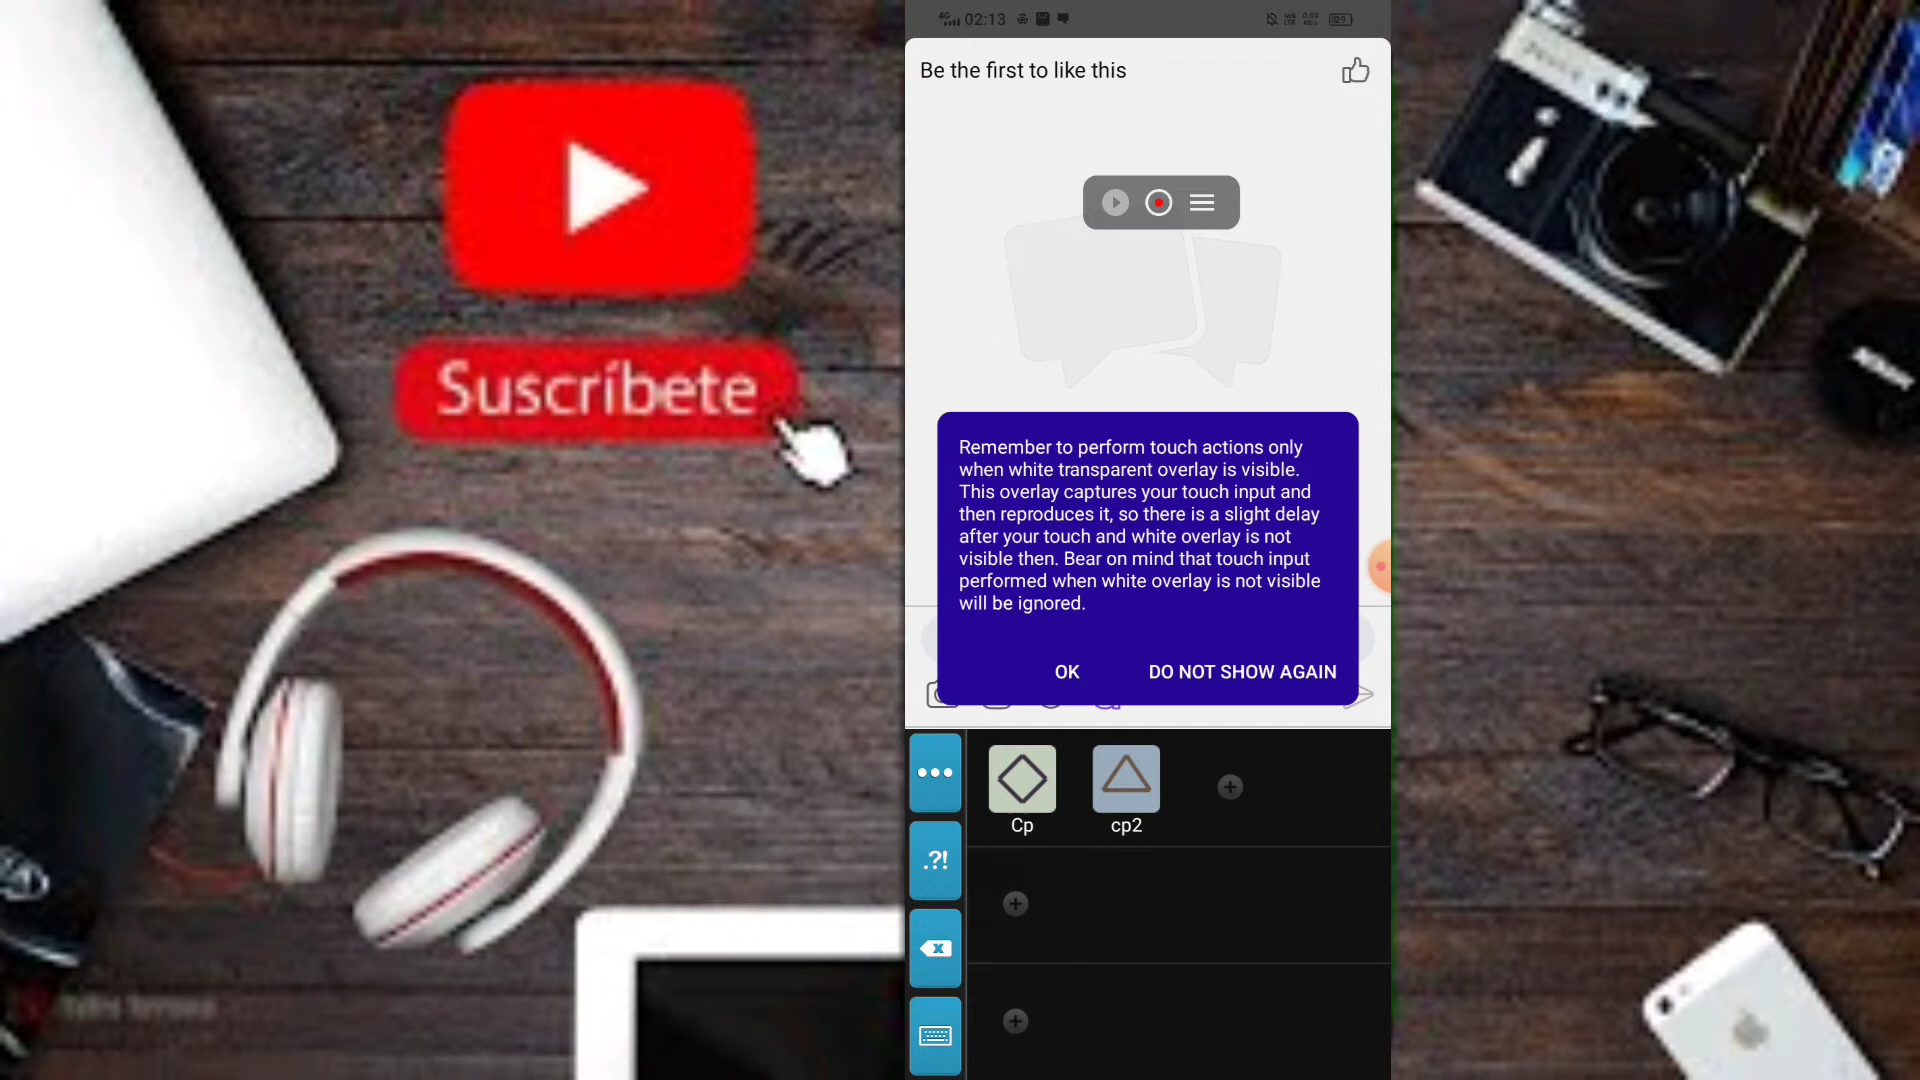 Suscríbete
4G 02:13
Be the first to like this
Remember to perform touch actions only
when white transparent overlay is visible.
This overlay captures your touch input and
then reproduces it, so there is a slight delay
after your touch and white overlay is not
visible then. Bear on mind that touch input
performed when white overlay is not visible
will be ignored.
OK DO NOT SHOW AGAIN
Cp cp2
.?!